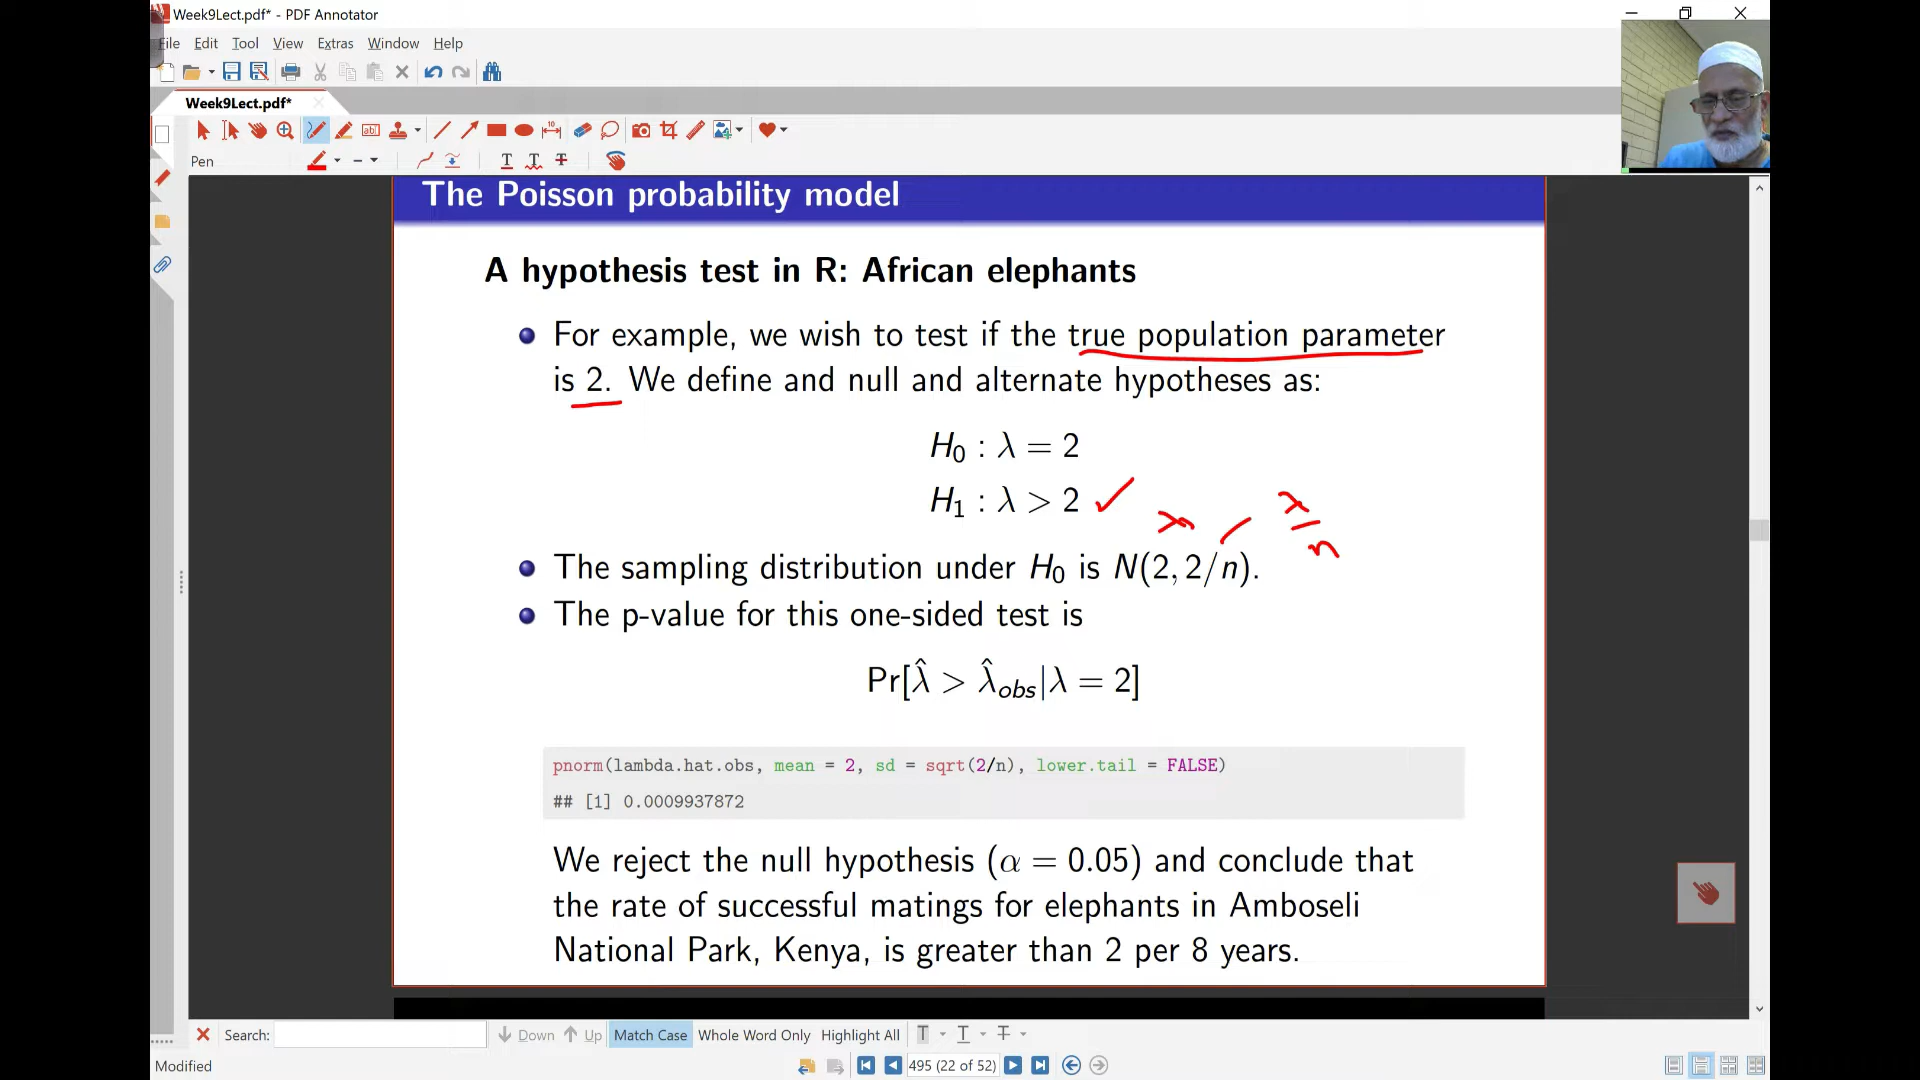 Week9Lect.pdf* - PDF Annotator
File Edit Tool View Extras Window Help
Week9Lect.pdf*
Pen
The Poisson probability model
A hypothesis test in R: African elephants
For example, we wish to test if the true population parameter
is 2. We define and null and alternate hypotheses as:
H₀ : λ = 2
H₁ : λ > 2 ✓
λ
n
The sampling distribution under H₀ is N(2, 2/n).
The p-value for this one-sided test is
Pr[λ̂ > λ̂obs|λ = 2]
pnorm(lambda.hat.obs, mean = 2, sd = sqrt(2/n), lower.tail = FALSE)
## [1] 0.0009937872
We reject the null hypothesis (α = 0.05) and conclude that
the rate of successful matings for elephants in Amboseli
National Park, Kenya, is greater than 2 per 8 years.
Search: Down Up Match Case Whole Word Only Highlight All
Modified 495 (22 of 52)